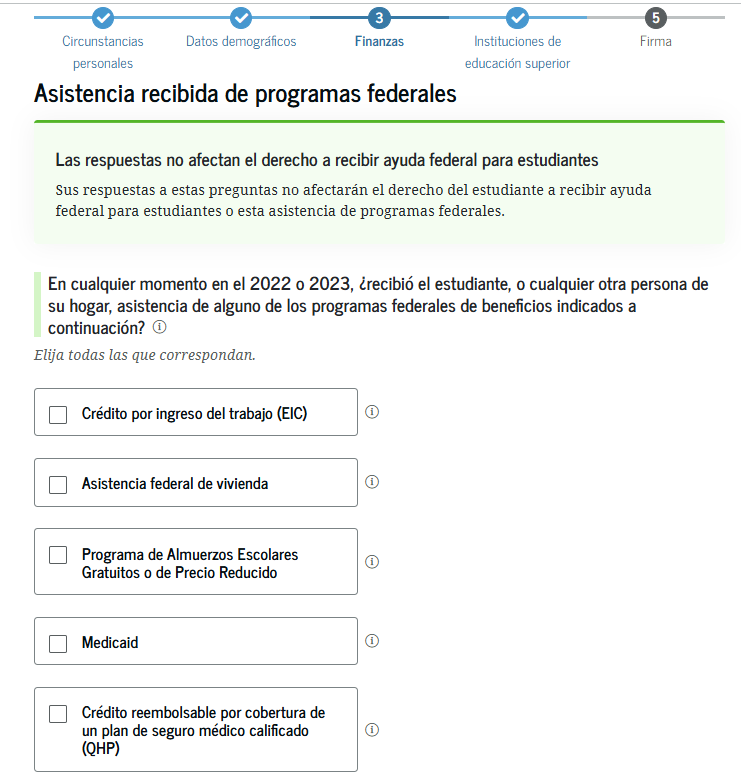 3
5
Circunstancias
personales
Datos demográficos
Finanzas
Instituciones de
educación superior
Firma
Asistencia recibida de programas federales
Las respuestas no afectan el derecho a recibir ayuda federal para estudiantes
Sus respuestas a estas preguntas no afectarán el derecho del estudiante a recibir ayuda
federal para estudiantes o esta asistencia de programas federales.
En cualquier momento en el 2022 o 2023, ¿recibió el estudiante, o cualquier otra persona de
su hogar, asistencia de alguno de los programas federales de beneficios indicados a
continuación?
Elija todas las que correspondan.
Crédito por ingreso del trabajo (EIC)
Asistencia federal de vivienda
Programa de Almuerzos Escolares
Gratuitos o de Precio Reducido
Medicaid
Crédito reembolsable por cobertura de
un plan de seguro médico calificado
(QHP)